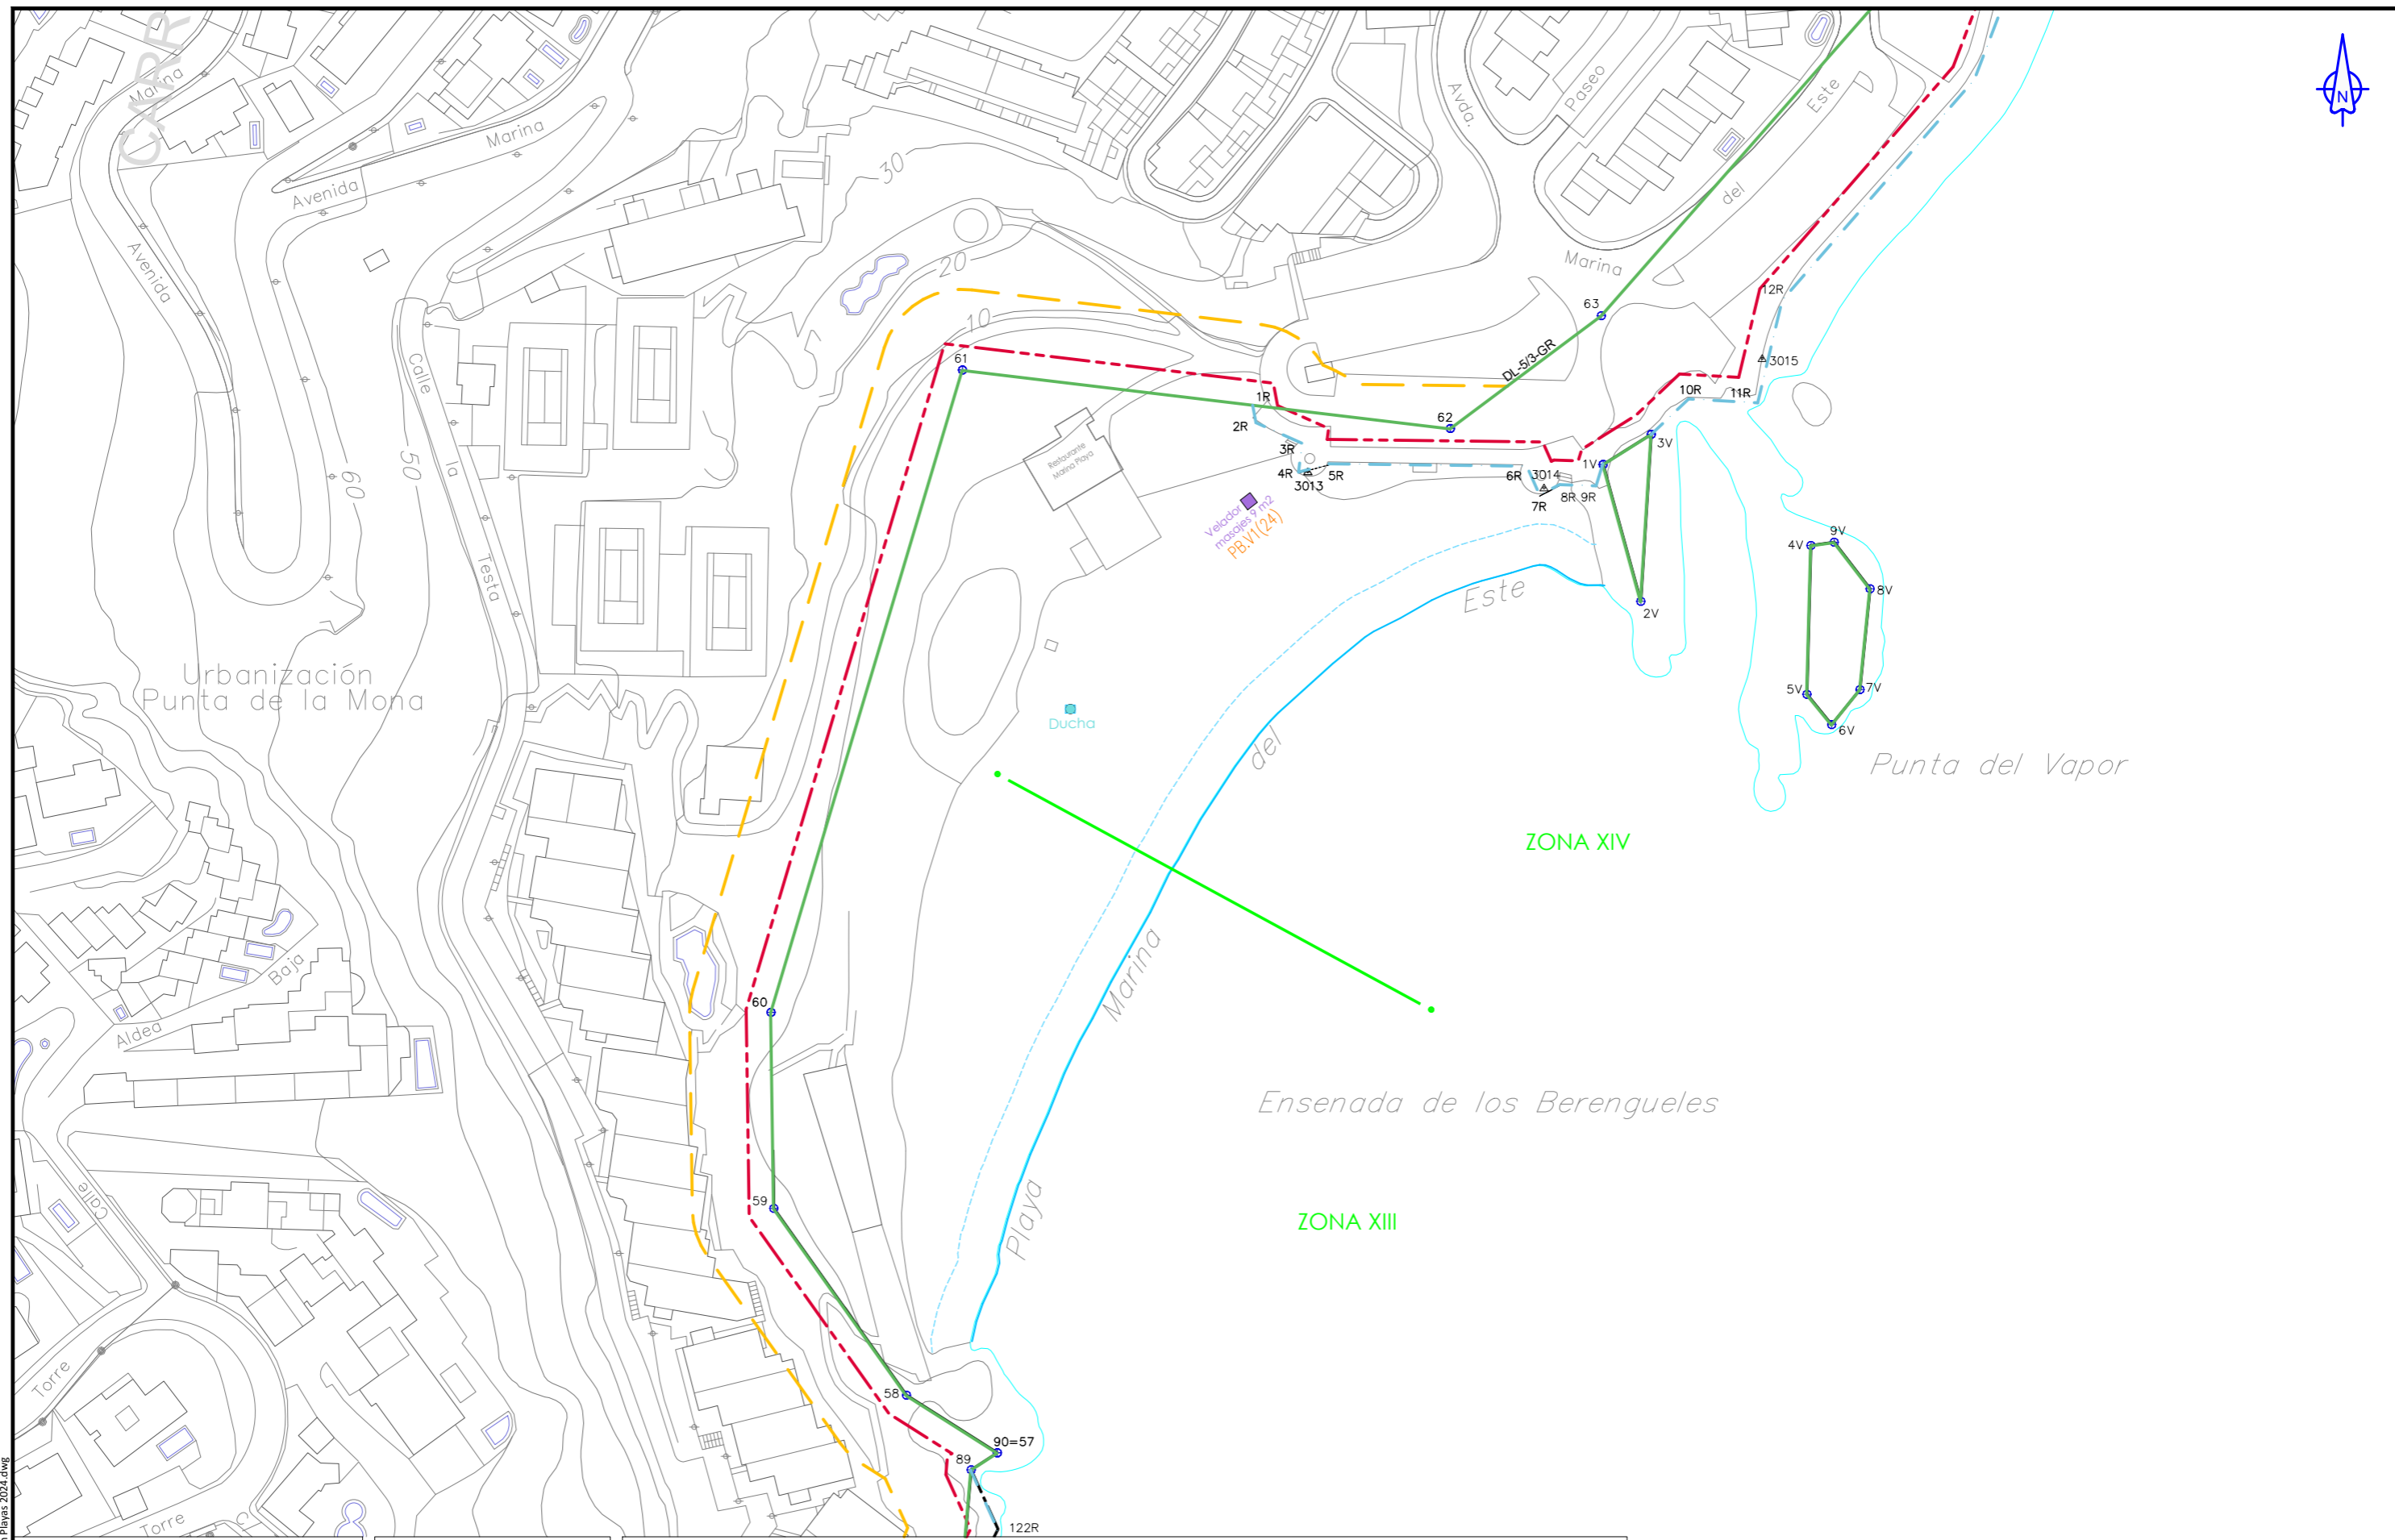 CARR
Marina
Avenida
Marina
Avenida
Calle
la
Testa
50
60
30
20
10
Avda.
Paseo
Marina
del
Este
N
61
62
63
DL-5/3-GR
1R
2R
3R
4R
3013
5R
6R
3014
7R
8R
9R
1V
3V
2V
10R
11R
12R
3015
4V
9V
8V
7V
6V
5V
Restaurante
Marina Playa
Velador
masajes 9 m2
PB.V1(24)
Ducha
Urbanización
Punta de la Mona
Punta del Vapor
Playa
Marina
del
Este
ZONA XIV
Ensenada de los Berengueles
ZONA XIII
60
59
58
90=57
89
122R
Aldea
Baja
Calle
Torre
Torre
n Playas 2024.dwg